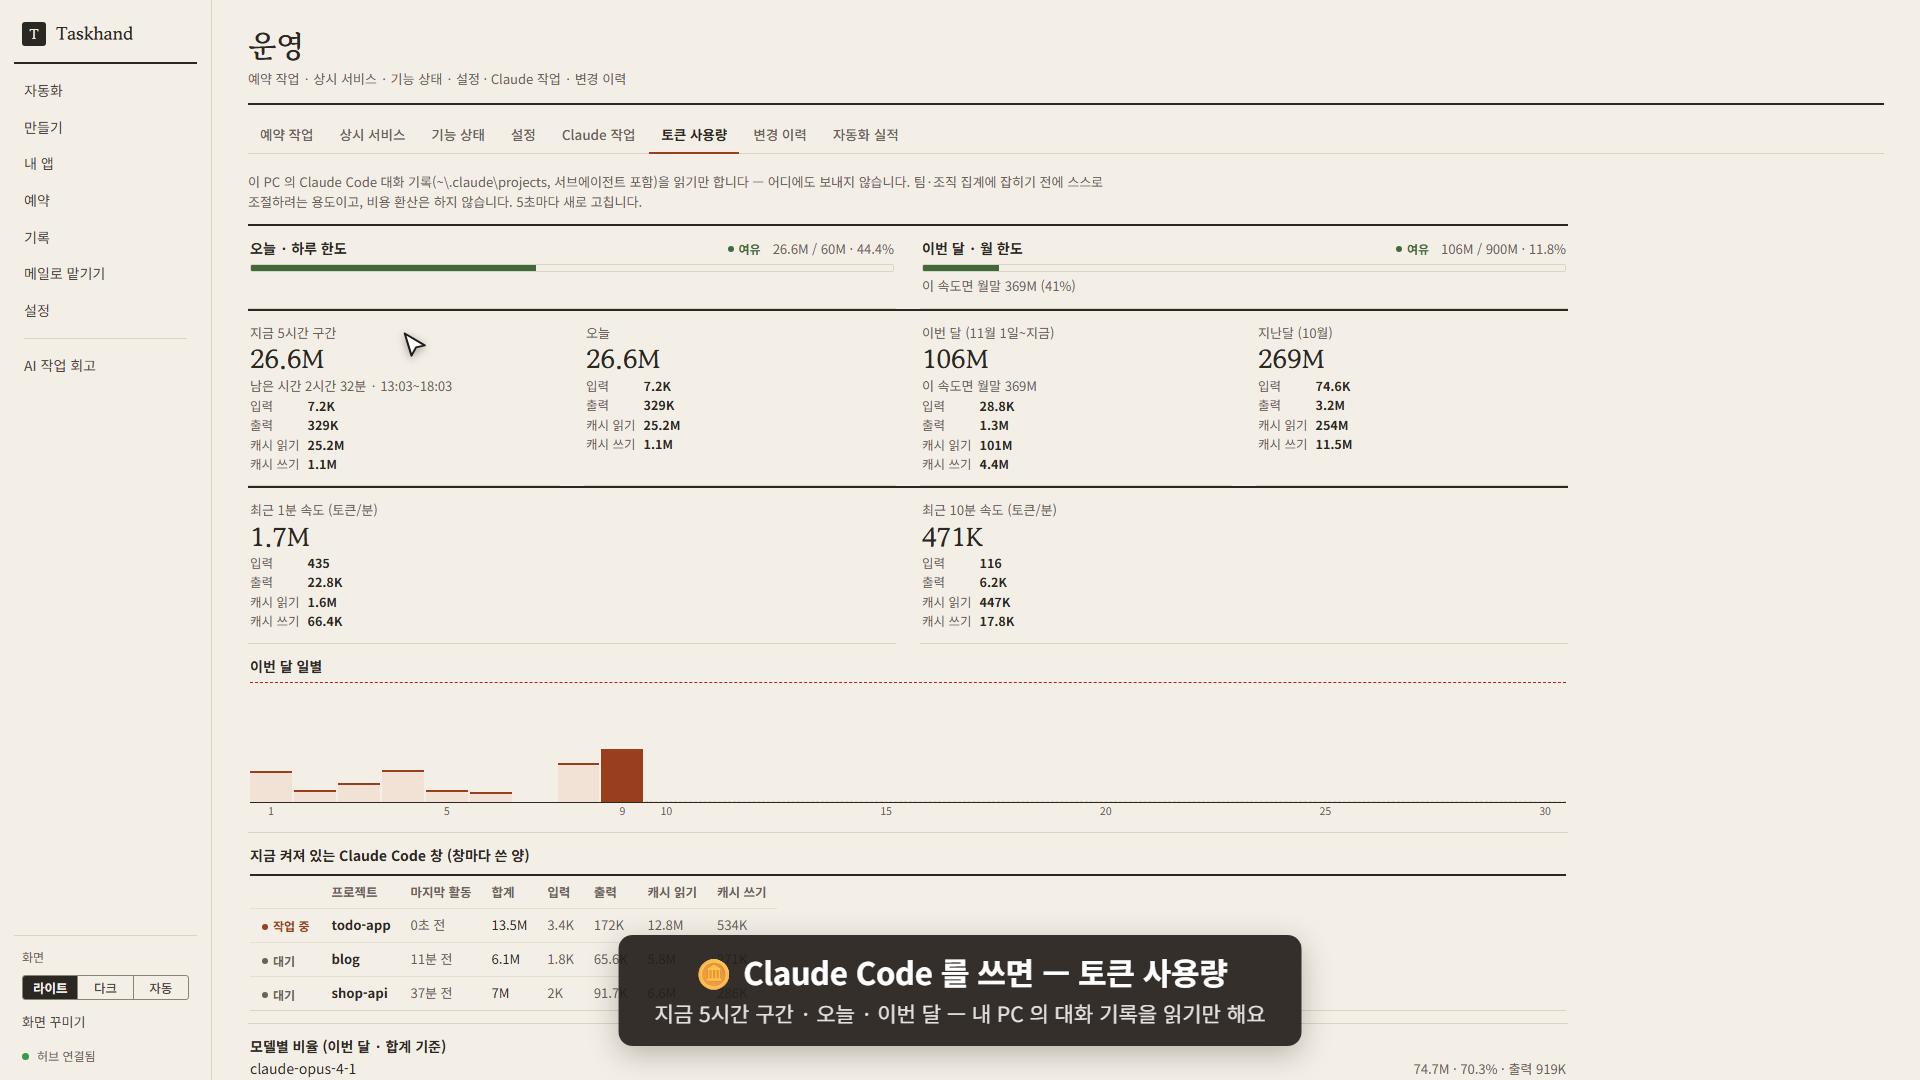 T Taskhand
자동화
만들기
내 앱
예약
기록
메일로 맡기기
설정
AI 작업 회고
화면
라이트 다크 자동
화면 꾸미기
허브 연결됨
운영
예약 작업 · 상시 서비스 · 기능 상태 · 설정 · Claude 작업 · 변경 이력
예약 작업 상시 서비스 기능 상태 설정 Claude 작업 토큰 사용량 변경 이력 자동화 실적
이 PC 의 Claude Code 대화 기록(~\.claude\projects, 서브에이전트 포함)을 읽기만 합니다 — 어디에도 보내지 않습니다. 팀·조직 집계에 잡히기 전에 스스로
조절하려는 용도이고, 비용 환산은 하지 않습니다. 5초마다 새로 고칩니다.
오늘 · 하루 한도 여유 26.6M / 60M · 44.4%
이번 달 · 월 한도 여유 106M / 900M · 11.8%
이 속도면 월말 369M (41%)
지금 5시간 구간
26.6M
남은 시간 2시간 32분 · 13:03~18:03
입력 7.2K
출력 329K
캐시 읽기 25.2M
캐시 쓰기 1.1M
오늘
26.6M
입력 7.2K
출력 329K
캐시 읽기 25.2M
캐시 쓰기 1.1M
이번 달 (11월 1일~지금)
106M
이 속도면 월말 369M
입력 28.8K
출력 1.3M
캐시 읽기 101M
캐시 쓰기 4.4M
지난달 (10월)
269M
입력 74.6K
출력 3.2M
캐시 읽기 254M
캐시 쓰기 11.5M
최근 1분 속도 (토큰/분)
1.7M
입력 435
출력 22.8K
캐시 읽기 1.6M
캐시 쓰기 66.4K
최근 10분 속도 (토큰/분)
471K
입력 116
출력 6.2K
캐시 읽기 447K
캐시 쓰기 17.8K
이번 달 일별
1 5 9 10 15 20 25 30
지금 켜져 있는 Claude Code 창 (창마다 쓴 양)
프로젝트 마지막 활동 합계 입력 출력 캐시 읽기 캐시 쓰기
작업 중 todo-app 0초 전 13.5M 3.4K 172K 12.8M 534K
대기 blog 11분 전 6.1M 1.8K 65.6K 5.8M
대기 shop-api 37분 전 7M 2K 91.7K 6.6M
Claude Code 를 쓰면 — 토큰 사용량
지금 5시간 구간 · 오늘 · 이번 달 — 내 PC 의 대화 기록을 읽기만 해요
모델별 비율 (이번 달 · 합계 기준)
claude-opus-4-1 74.7M · 70.3% · 출력 919K